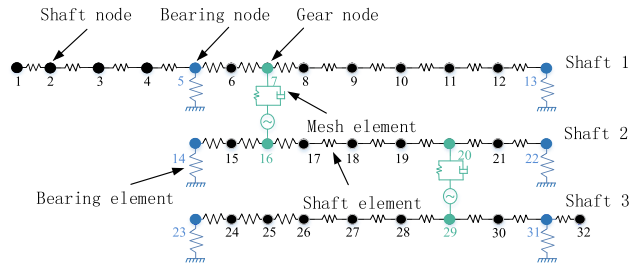 Shaft node
Bearing node
Gear node
Shaft 1
1 2 3 4 5 6 7 8 9 10 11 12 13
Mesh element
Shaft 2
14 15 16 17 18 19 20 21 22
Bearing element
Shaft element
Shaft 3
23 24 25 26 27 28 29 30 31 32